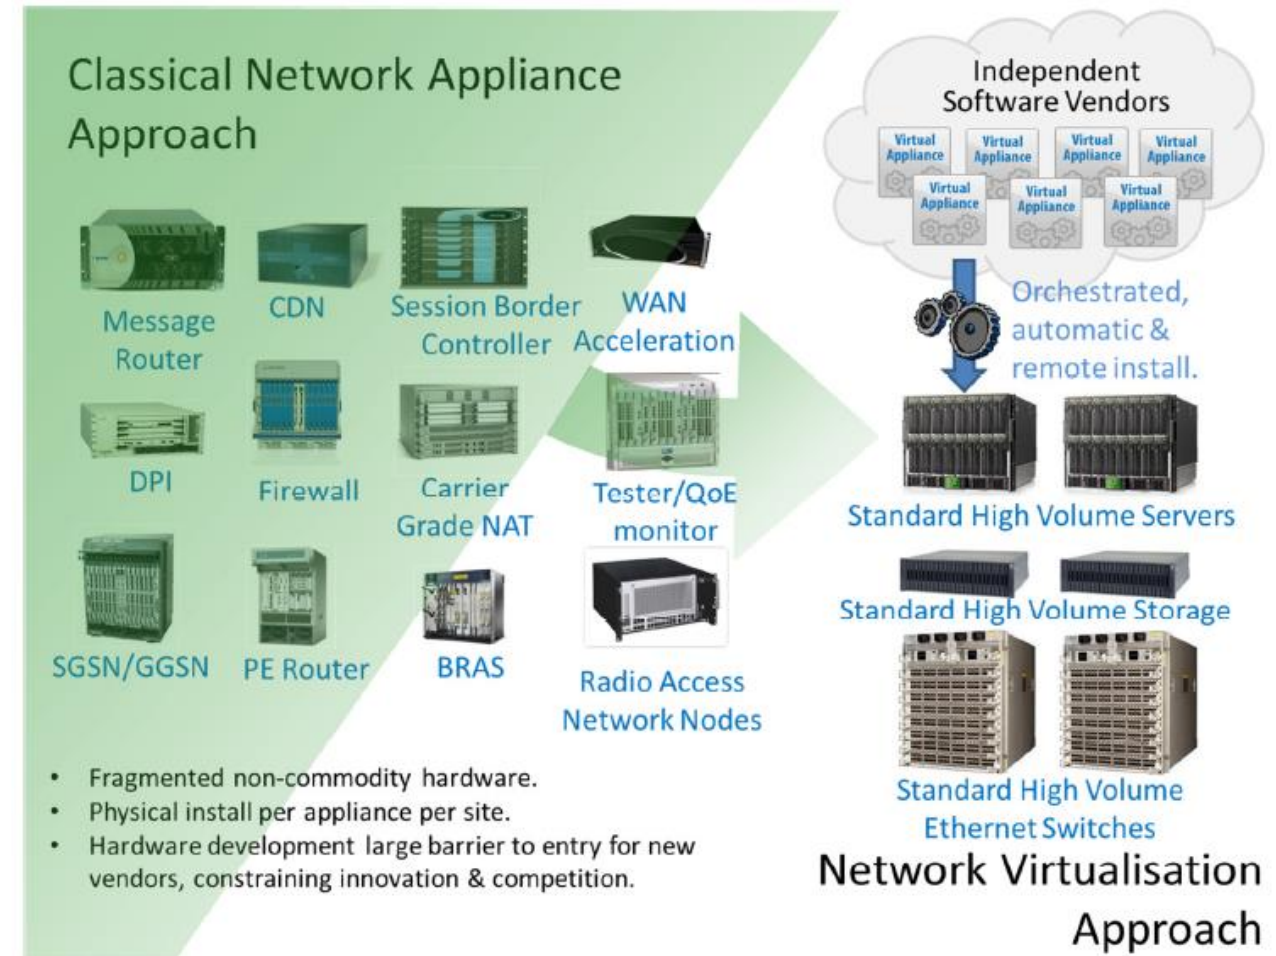 Classical Network Appliance
Approach
Independent
Software Vendors
Virtual
Appliance
Virtual
Appliance
Virtual
Appliance
Virtual
Appliance
Virtual
Appliance
Virtual
Appliance
Virtual
Appliance
Message
Router
CDN
Session Border
Controller
WAN
Acceleration
Orchestrated,
automatic &
remote install.
DPI
Firewall
Carrier
Grade NAT
Tester/QoE
monitor
Standard High Volume Servers
Standard High Volume Storage
SGSN/GGSN
PE Router
BRAS
Radio Access
Network Nodes
Standard High Volume
Ethernet Switches
• Fragmented non-commodity hardware.
• Physical install per appliance per site.
• Hardware development large barrier to entry for new
vendors, constraining innovation & competition.
Network Virtualisation
Approach